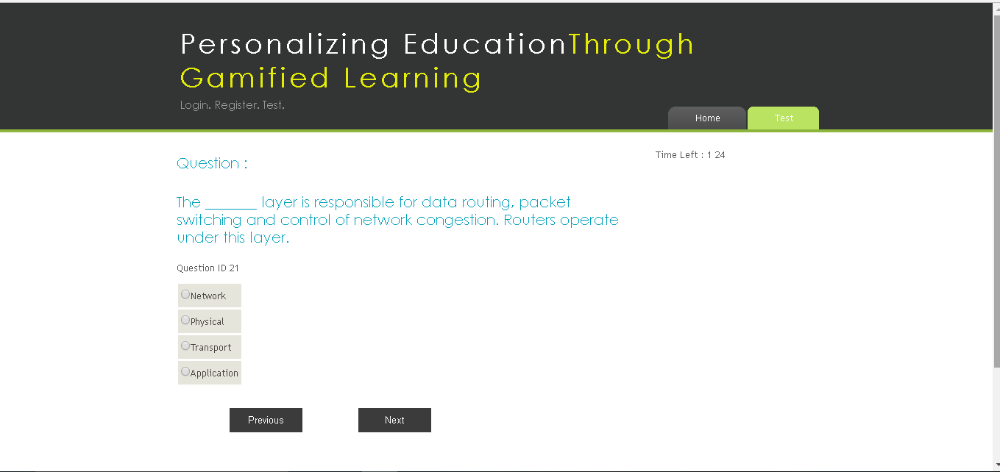 Personalizing EducationThrough
Gamified Learning
Login. Register. Test.
Home
Test
Time Left : 1 24
Question :
The _______ layer is responsible for data routing, packet
switching and control of network congestion. Routers operate
under this layer.
Question ID 21
Network
Physical
Transport
Application
Previous
Next